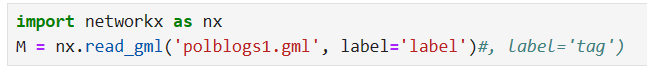 import networkx as nx
M = nx.read_gml('polblogs1.gml', label='label')#, label='tag')